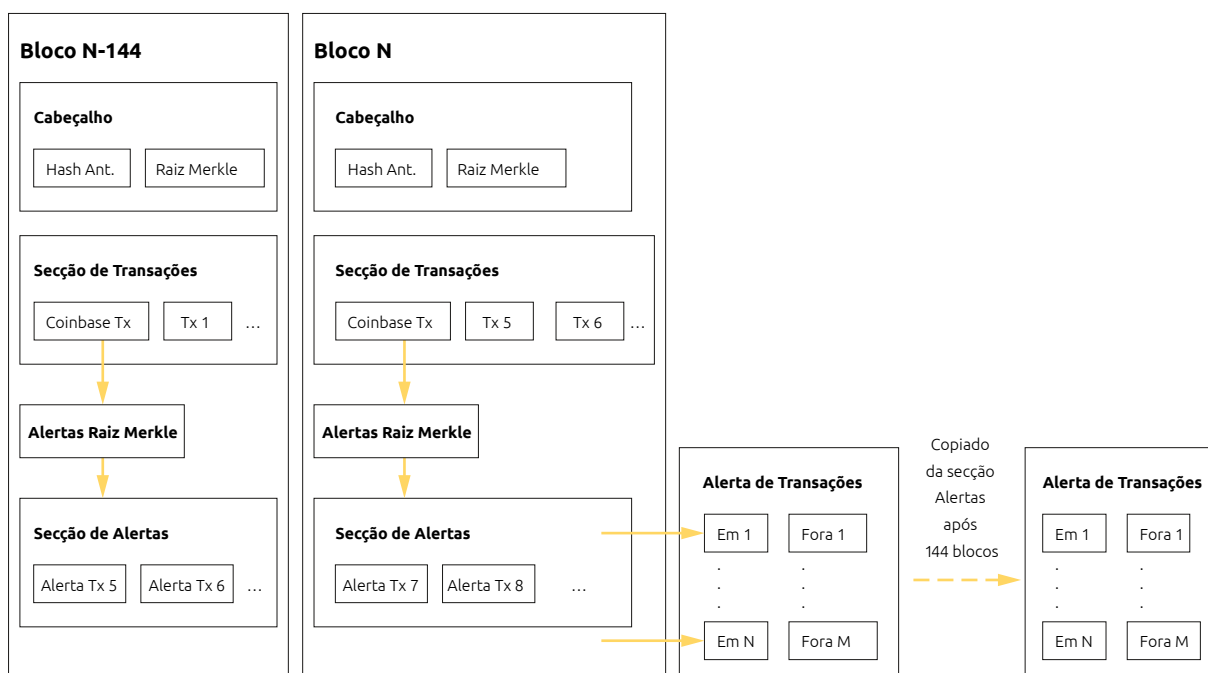 Bloco N-144
Cabeçalho
Hash Ant.
Raiz Merkle
Secção de Transações
Coinbase Tx
Tx 1
...
Alertas Raiz Merkle
Secção de Alertas
Alerta Tx 5
Alerta Tx 6
...
Bloco N
Cabeçalho
Hash Ant.
Raiz Merkle
Secção de Transações
Coinbase Tx
Tx 5
Tx 6
...
Alertas Raiz Merkle
Secção de Alertas
Alerta Tx 7
Alerta Tx 8
...
Alerta de Transações
Em 1
Fora 1
.
.
.
.
.
.
Em N
Fora M
Copiado
da secção
Alertas
após
144 blocos
Alerta de Transações
Em 1
Fora 1
.
.
.
.
.
.
Em N
Fora M